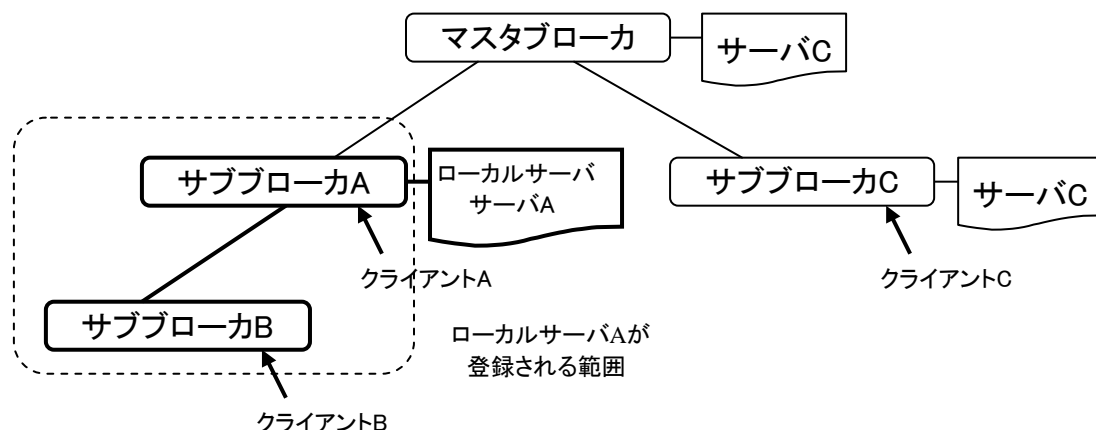 マスタブローカ
サーバC
サブブローカA
ローカルサーバ
サーバA
サブブローカC
サーバC
クライアントA
クライアントC
サブブローカB
ローカルサーバAが
登録される範囲
クライアントB